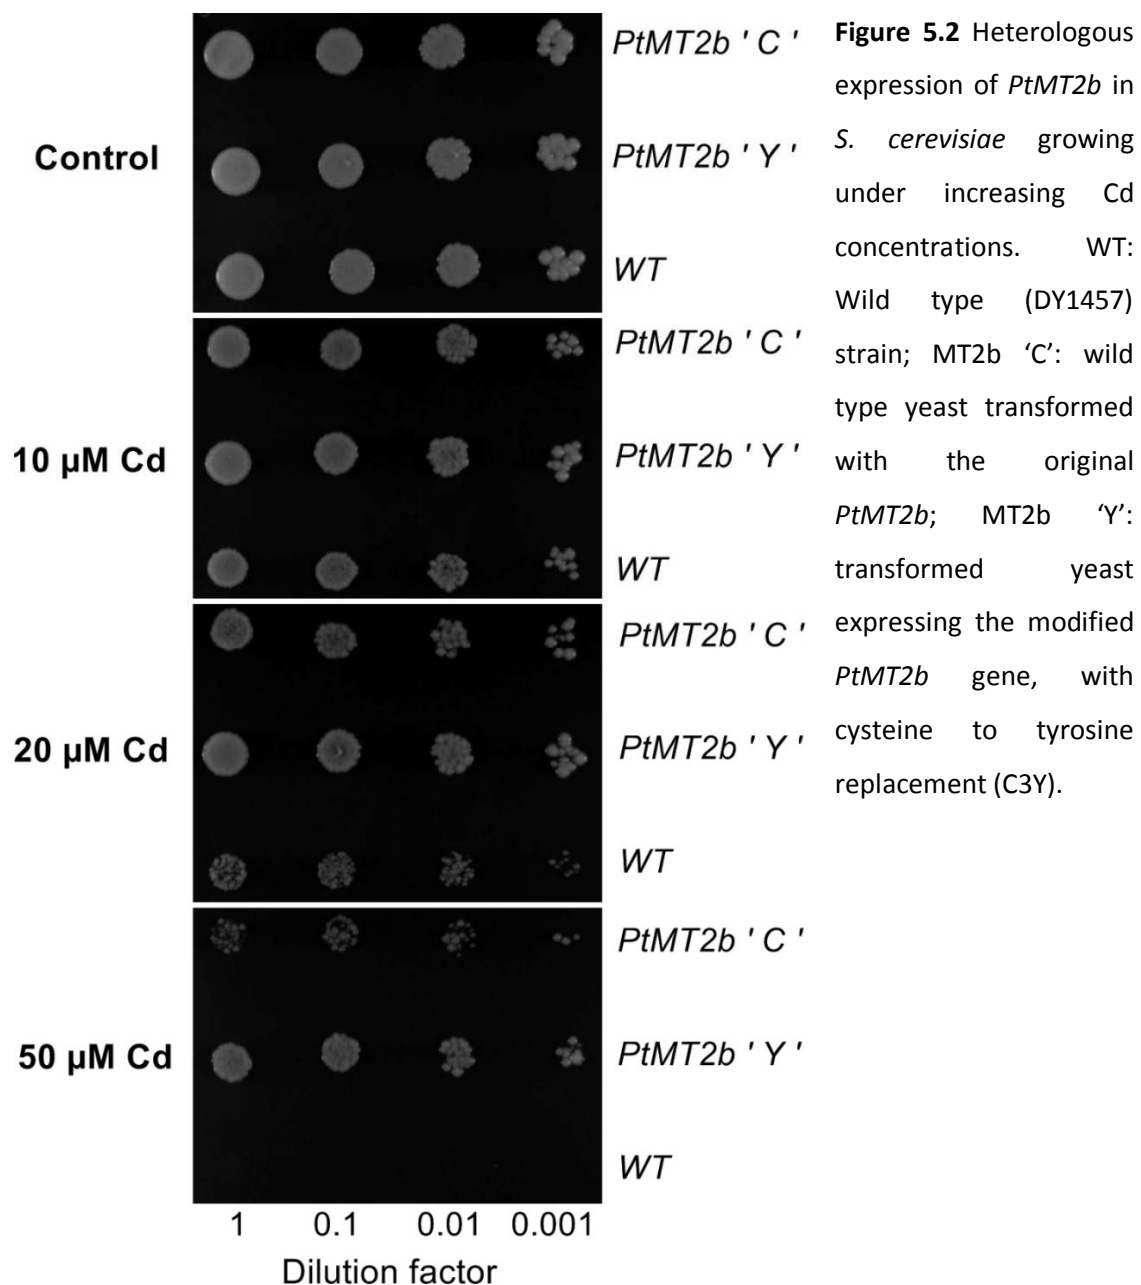 Control
PtMT2b ' C '
PtMT2b ' Y '
WT
10 µM Cd
PtMT2b ' C '
PtMT2b ' Y '
WT
20 µM Cd
PtMT2b ' C '
PtMT2b ' Y '
WT
50 µM Cd
PtMT2b ' C '
PtMT2b ' Y '
WT
1 0.1 0.01 0.001
Dilution factor
Figure 5.2 Heterologous
expression of PtMT2b in
S. cerevisiae growing
under increasing Cd
concentrations. WT:
Wild type (DY1457)
strain; MT2b ‘C’: wild
type yeast transformed
with the original
PtMT2b; MT2b ‘Y’:
transformed yeast
expressing the modified
PtMT2b gene, with
cysteine to tyrosine
replacement (C3Y).